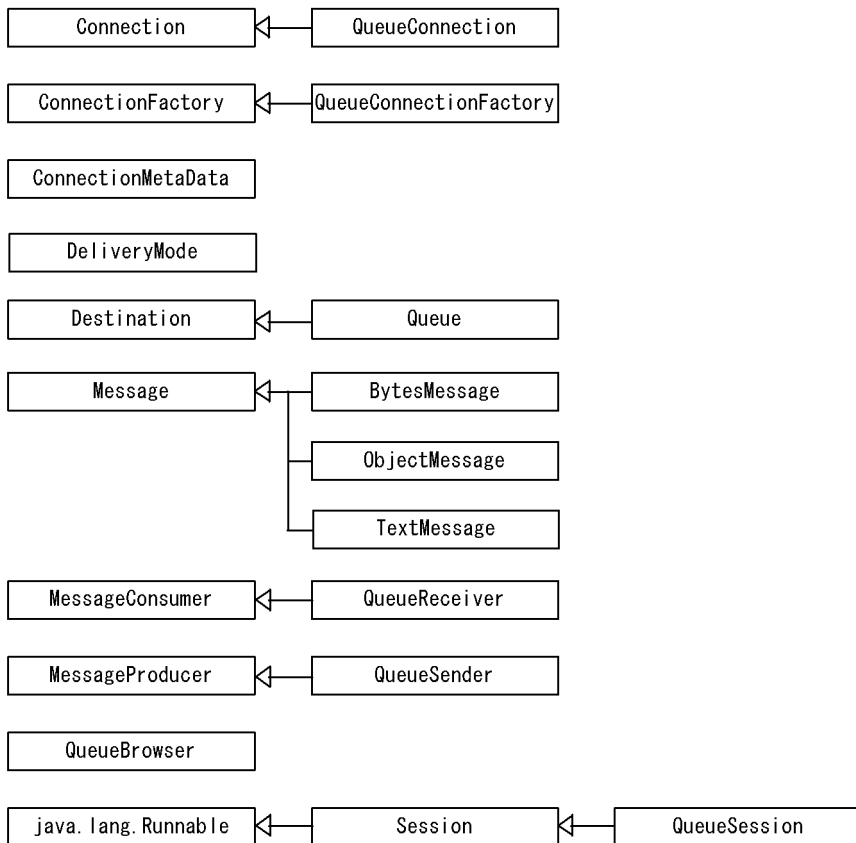 Connection QueueConnection
ConnectionFactory QueueConnectionFactory
ConnectionMetaData
DeliveryMode
Destination Queue
Message BytesMessage
ObjectMessage
TextMessage
MessageConsumer QueueReceiver
MessageProducer QueueSender
QueueBrowser
java.lang.Runnable Session QueueSession